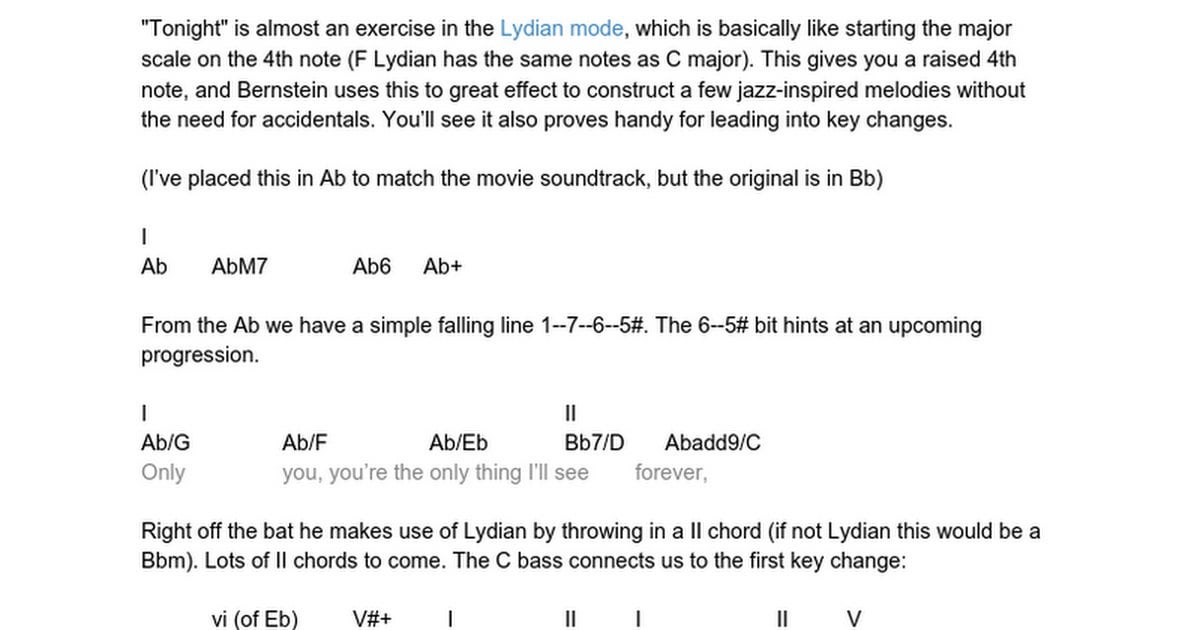 "Tonight" is almost an exercise in the Lydian mode, which is basically like starting the major
scale on the 4th note (F Lydian has the same notes as C major). This gives you a raised 4th
note, and Bernstein uses this to great effect to construct a few jazz-inspired melodies without
the need for accidentals. You'll see it also proves handy for leading into key changes.
(I've placed this in Ab to match the movie soundtrack, but the original is in Bb)
I
Ab AbM7 Ab6 Ab+
From the Ab we have a simple falling line 1--7--6--5#. The 6--5# bit hints at an upcoming
progression.
I II
Ab/G Ab/F Ab/Eb Bb7/D Abadd9/C
Only you, you're the only thing I'll see forever,
Right off the bat he makes use of Lydian by throwing in a II chord (if not Lydian this would be a
Bbm). Lots of II chords to come. The C bass connects us to the first key change:
vi (of Eb) V#+ I II I II V